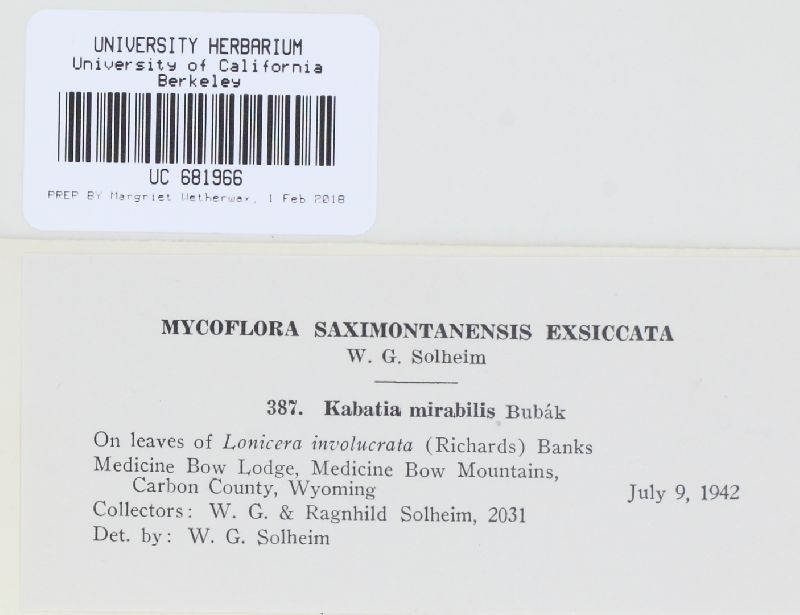 UNIVERSITY HERBARIUM
University of California
Berkeley
UC 681966
PREP BY Margriet Wetherwax, 1 Feb 2018
MYCOFLORA SAXIMONTANENSIS EXSICCATA
W. G. Solheim
387. Kabatia mirabilis Bubák
On leaves of Lonicera involucrata (Richards) Banks
Medicine Bow Lodge, Medicine Bow Mountains,
Carbon County, Wyoming July 9, 1942
Collectors: W. G. & Ragnhild Solheim, 2031
Det. by: W. G. Solheim